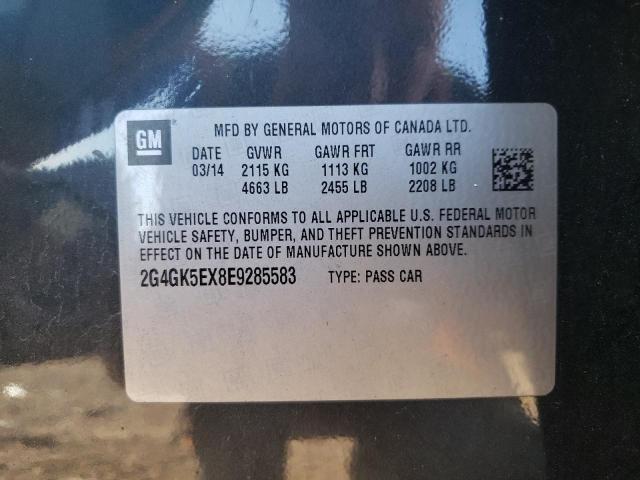 GM MFD BY GENERAL MOTORS OF CANADA LTD.
DATE GVWR GAWR FRT GAWR RR
03/14 2115 KG 1113 KG 1002 KG
4663 LB 2455 LB 2208 LB
THIS VEHICLE CONFORMS TO ALL APPLICABLE U.S. FEDERAL MOTOR
VEHICLE SAFETY, BUMPER, AND THEFT PREVENTION STANDARDS IN
EFFECT ON THE DATE OF MANUFACTURE SHOWN ABOVE.
2G4GK5EX8E9285583 TYPE: PASS CAR